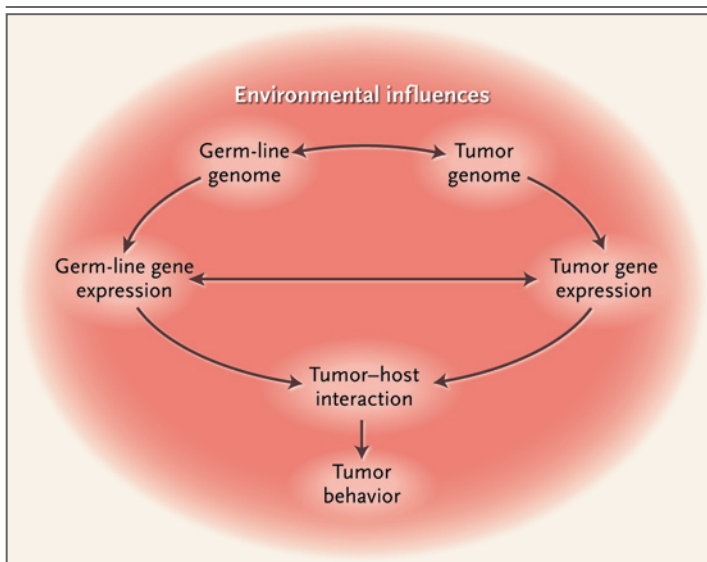 Environmental influences
Germ-line
genome
Tumor
genome
Germ-line gene
expression
Tumor gene
expression
Tumor–host
interaction
Tumor
behavior